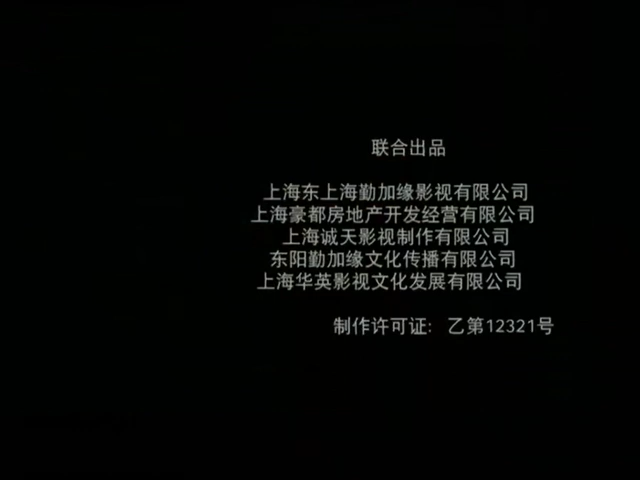 联合出品
上海东上海勤加缘影视有限公司
上海豪都房地产开发经营有限公司
上海诚天影视制作有限公司
东阳勤加缘文化传播有限公司
上海华英影视文化发展有限公司
制作许可证: 乙第12321号